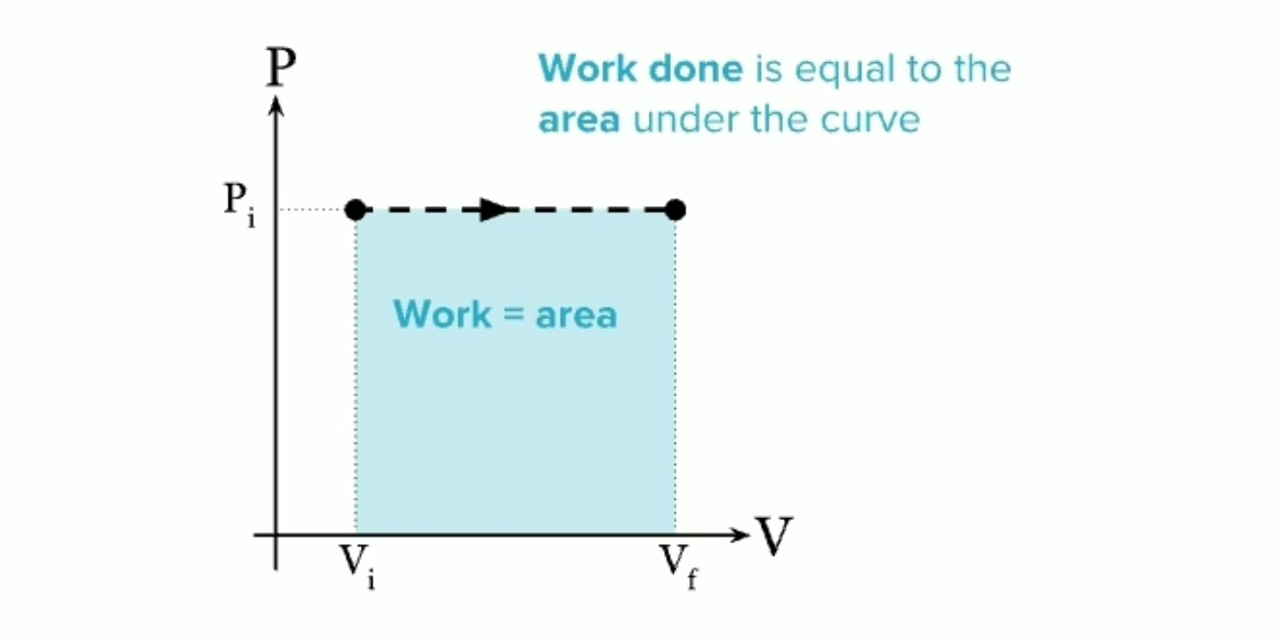 P
Work done is equal to the
area under the curve
Pi
Work = area
V
Vi
Vf